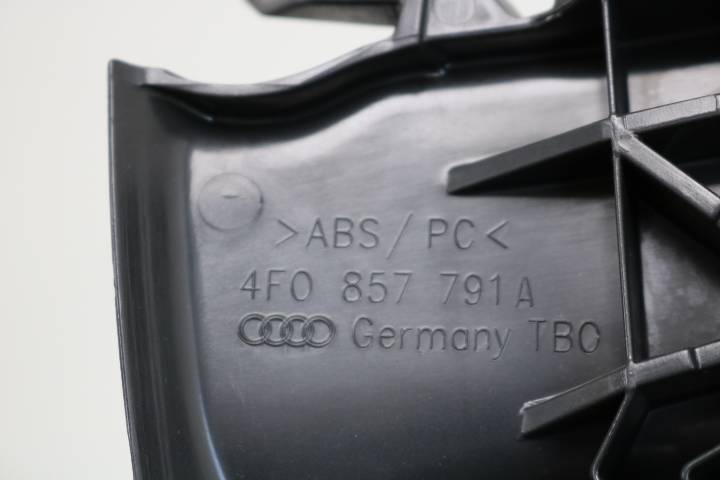 >ABS/PC<
4F0 857 791 A
Germany TBO